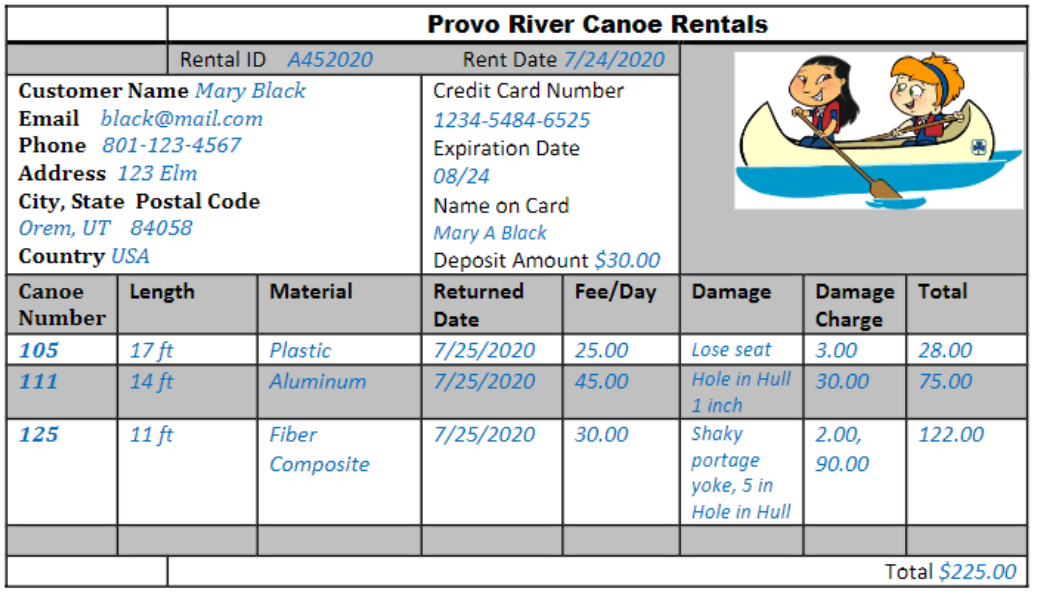 Provo River Canoe Rentals
Rental ID A452020 Rent Date 7/24/2020
Customer Name Mary Black
Email black@mail.com
Phone 801-123-4567
Address 123 Elm
City, State Postal Code
Orem, UT 84058
Country USA
Credit Card Number
1234-5484-6525
Expiration Date
08/24
Name on Card
Mary A Black
Deposit Amount $30.00
Canoe Number Length Material Returned Date Fee/Day Damage Damage Charge Total
105 17 ft Plastic 7/25/2020 25.00 Lose seat 3.00 28.00
111 14 ft Aluminum 7/25/2020 45.00 Hole in Hull 1 inch 30.00 75.00
125 11 ft Fiber Composite 7/25/2020 30.00 Shaky portage yoke, 5 in Hole in Hull 2.00, 90.00 122.00
Total $225.00